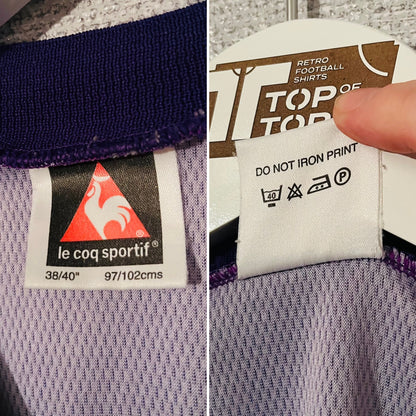 le coq sportif®
38/40" 97/102cms
RETRO
FOOTBALL
SHIRTS
TOP OF
TOP
DO NOT IRON PRINT
40
P